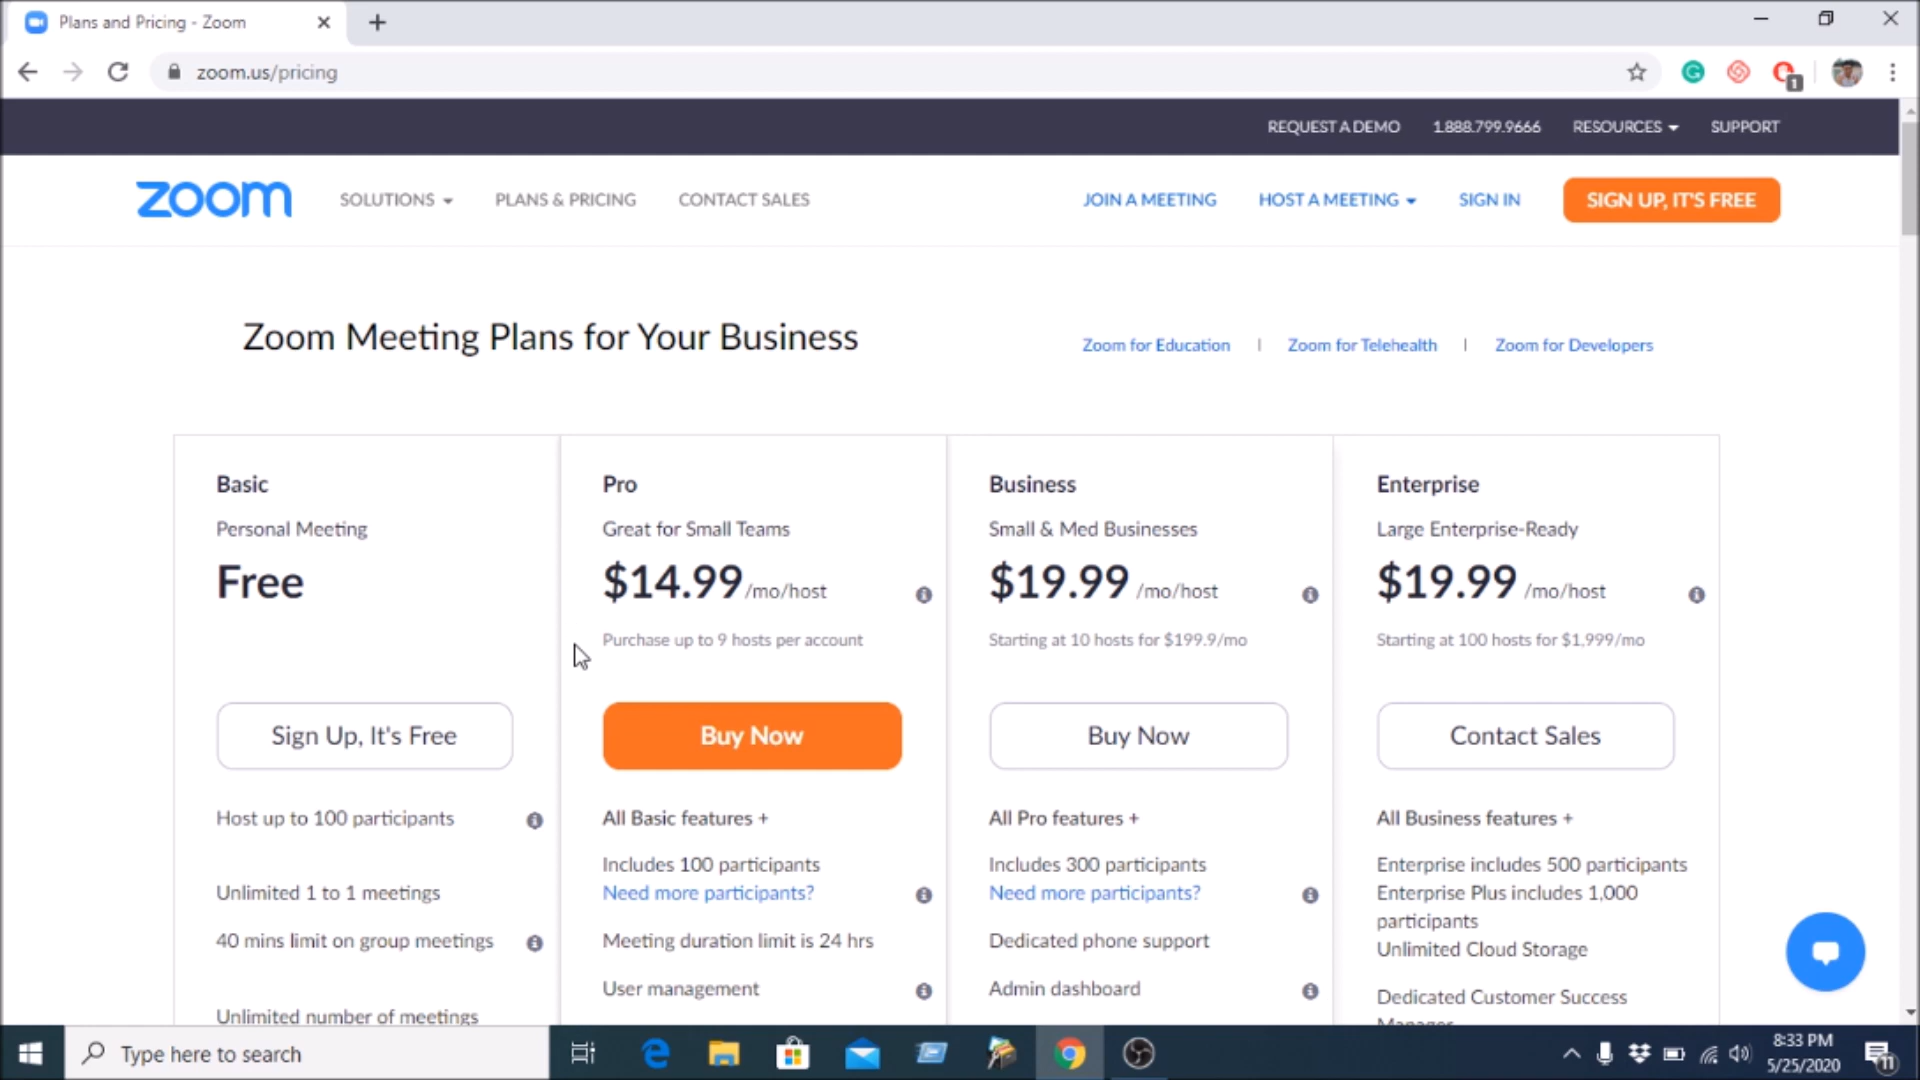 Plans and Pricing - Zoom
zoom.us/pricing
1
REQUEST A DEMO 1.888.799.9666 RESOURCES SUPPORT
zoom SOLUTIONS PLANS & PRICING CONTACT SALES JOIN A MEETING HOST A MEETING SIGN IN SIGN UP, IT'S FREE
Zoom Meeting Plans for Your Business
Zoom for Education | Zoom for Telehealth | Zoom for Developers
Basic
Personal Meeting
Free
Sign Up, It's Free
Host up to 100 participants
Unlimited 1 to 1 meetings
40 mins limit on group meetings
Unlimited number of meetings
Pro
Great for Small Teams
$14.99/mo/host
Purchase up to 9 hosts per account
Buy Now
All Basic features +
Includes 100 participants
Need more participants?
Meeting duration limit is 24 hrs
User management
Business
Small & Med Businesses
$19.99 /mo/host
Starting at 10 hosts for $199.9/mo
Buy Now
All Pro features +
Includes 300 participants
Need more participants?
Dedicated phone support
Admin dashboard
Enterprise
Large Enterprise-Ready
$19.99 /mo/host
Starting at 100 hosts for $1,999/mo
Contact Sales
All Business features +
Enterprise includes 500 participants
Enterprise Plus includes 1,000
participants
Unlimited Cloud Storage
Dedicated Customer Success
Manager
Type here to search
8:33 PM
5/25/2020
11